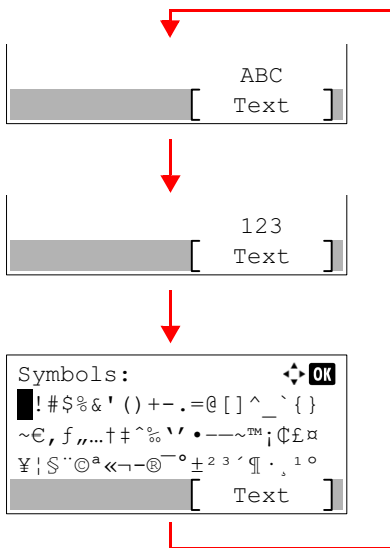 ABC
[ Text ]
123
[ Text ]
Symbols: OK
!#$%&'()+-.=@[]^_`{}
~€‚ƒ„…†‡ˆ‰‘’•–—~™¡₵£¤
¥¦§¨©ª«¬-®¯°±²³´¶·¸¹º
[ Text ]